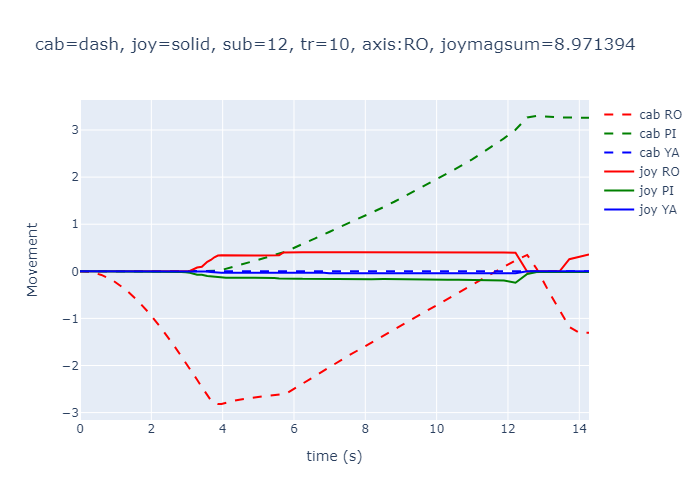 cab=dash, joy=solid, sub=12, tr=10, axis:RO, joymagsum=8.971394
cab RO
cab PI
cab YA
joy RO
joy PI
joy YA
Movement
3
2
1
0
−1
−2
−3
0 2 4 6 8 10 12 14
time (s)